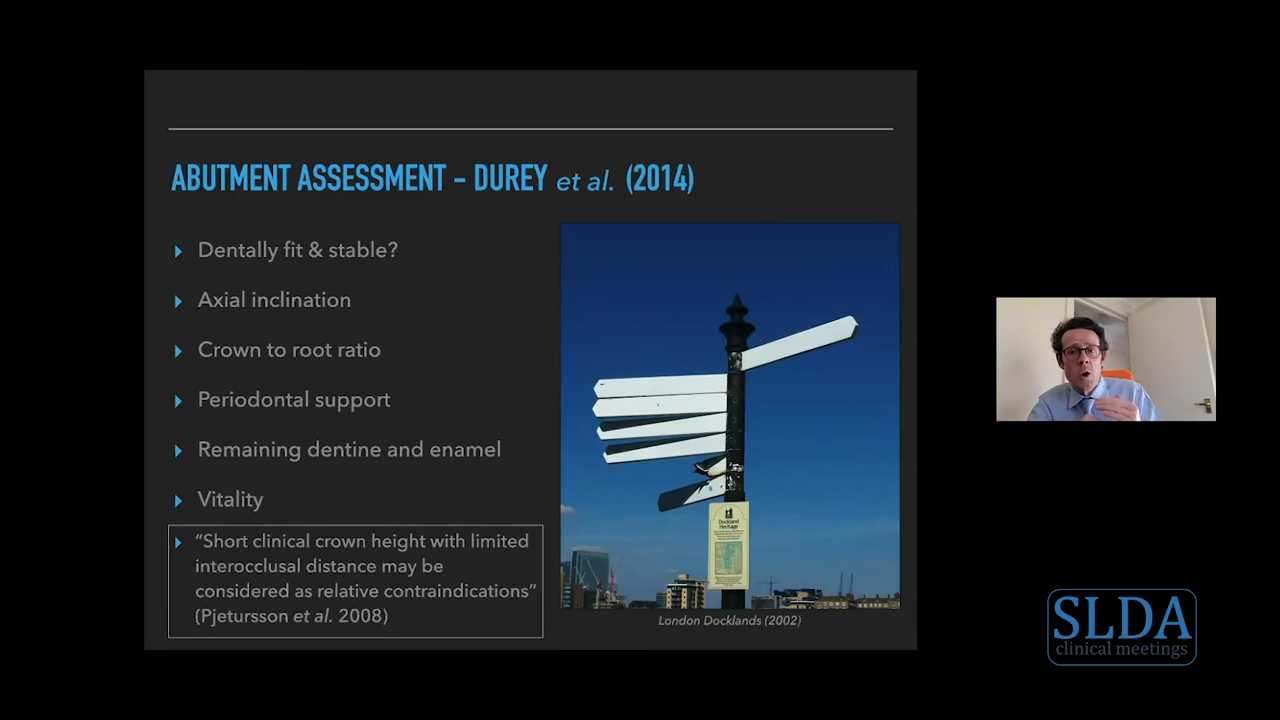 ABUTMENT ASSESSMENT – DUREY et al. (2014)
Dentally fit & stable?
Axial inclination
Crown to root ratio
Periodontal support
Remaining dentine and enamel
Vitality
“Short clinical crown height with limited
interocclusal distance may be
considered as relative contraindications”
(Pjetursson et al. 2008)
Dockland
Heritage
London Docklands (2002)
SLDA
clinical meetings